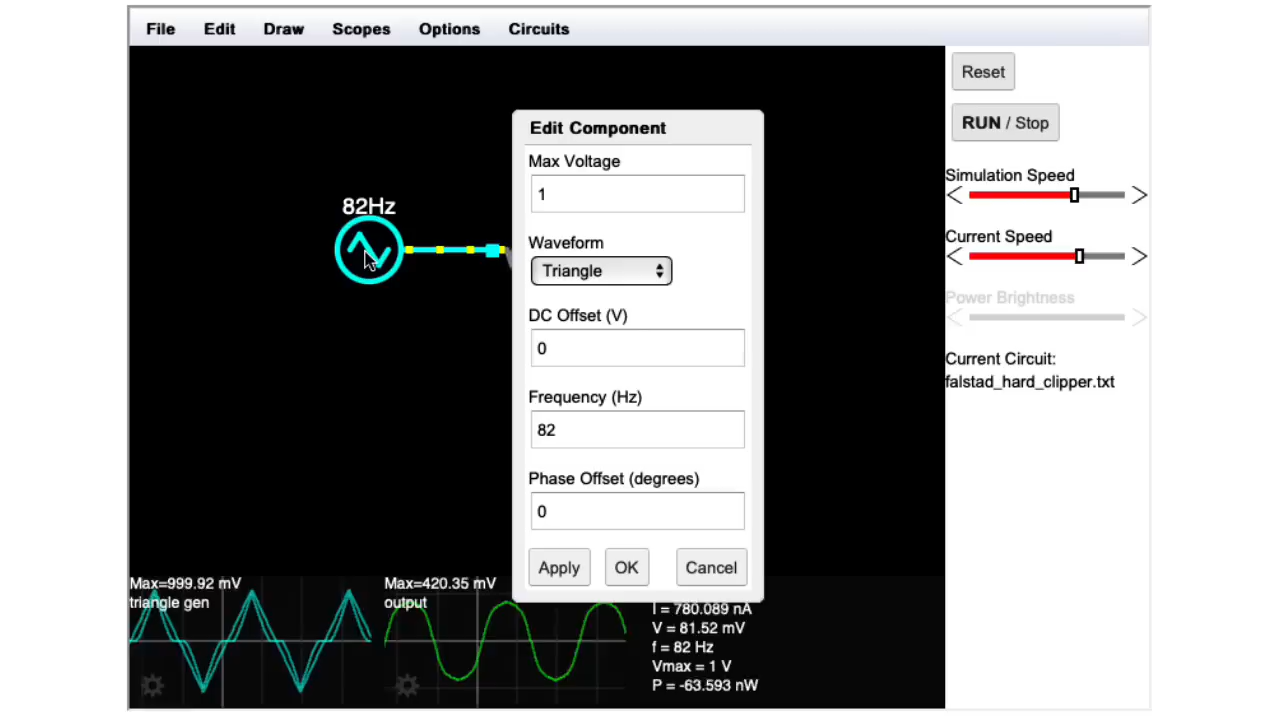 File Edit Draw Scopes Options Circuits
Reset
RUN / Stop
Simulation Speed
Current Speed
Power Brightness
Current Circuit:
falstad_hard_clipper.txt
82Hz
Edit Component
Max Voltage
1
Waveform
Triangle
DC Offset (V)
0
Frequency (Hz)
82
Phase Offset (degrees)
0
Apply OK Cancel
Max=999.92 mV
triangle gen
Max=420.35 mV
output
I = 780.089 nA
V = 81.52 mV
f = 82 Hz
Vmax = 1 V
P = -63.593 nW